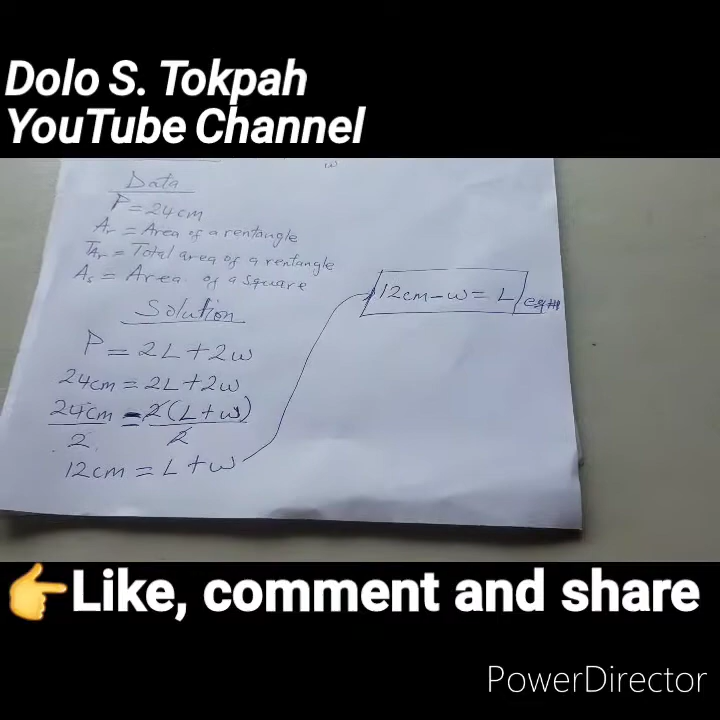 Dolo S. Tokpah
YouTube Channel
w
Data
P = 24cm
Ar = Area of a rentangle
TAr = Total area of a rentangle
As = Area of a square
Solution
P = 2L + 2w
24cm = 2L + 2w
24cm = 2(L + w)
2 2
12cm = L + w
12cm - w = L
👉Like, comment and share
PowerDirector